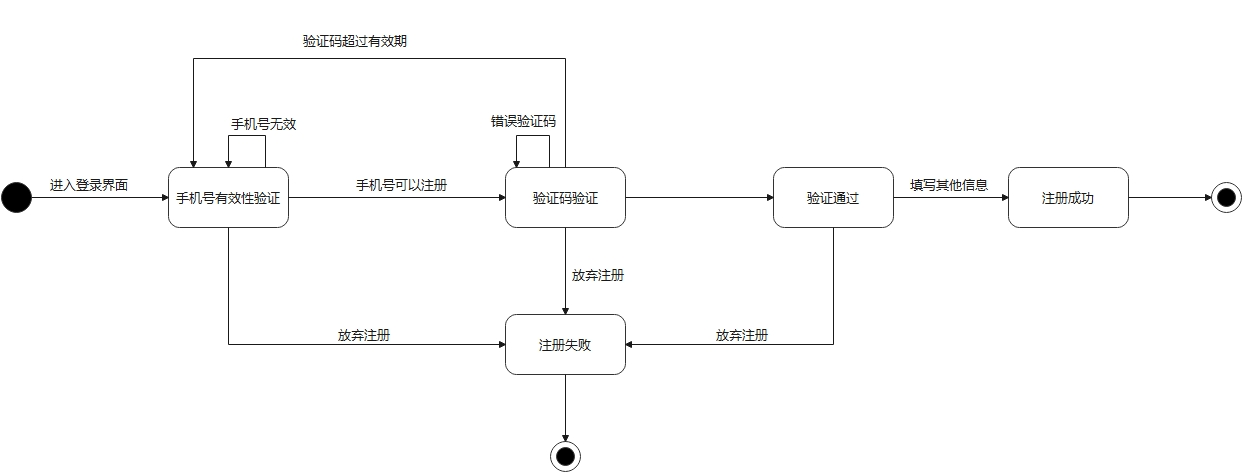 验证码超过有效期
手机号无效
错误验证码
进入登录界面
手机号有效性验证
手机号可以注册
验证码验证
验证通过
填写其他信息
注册成功
放弃注册
放弃注册
注册失败
放弃注册